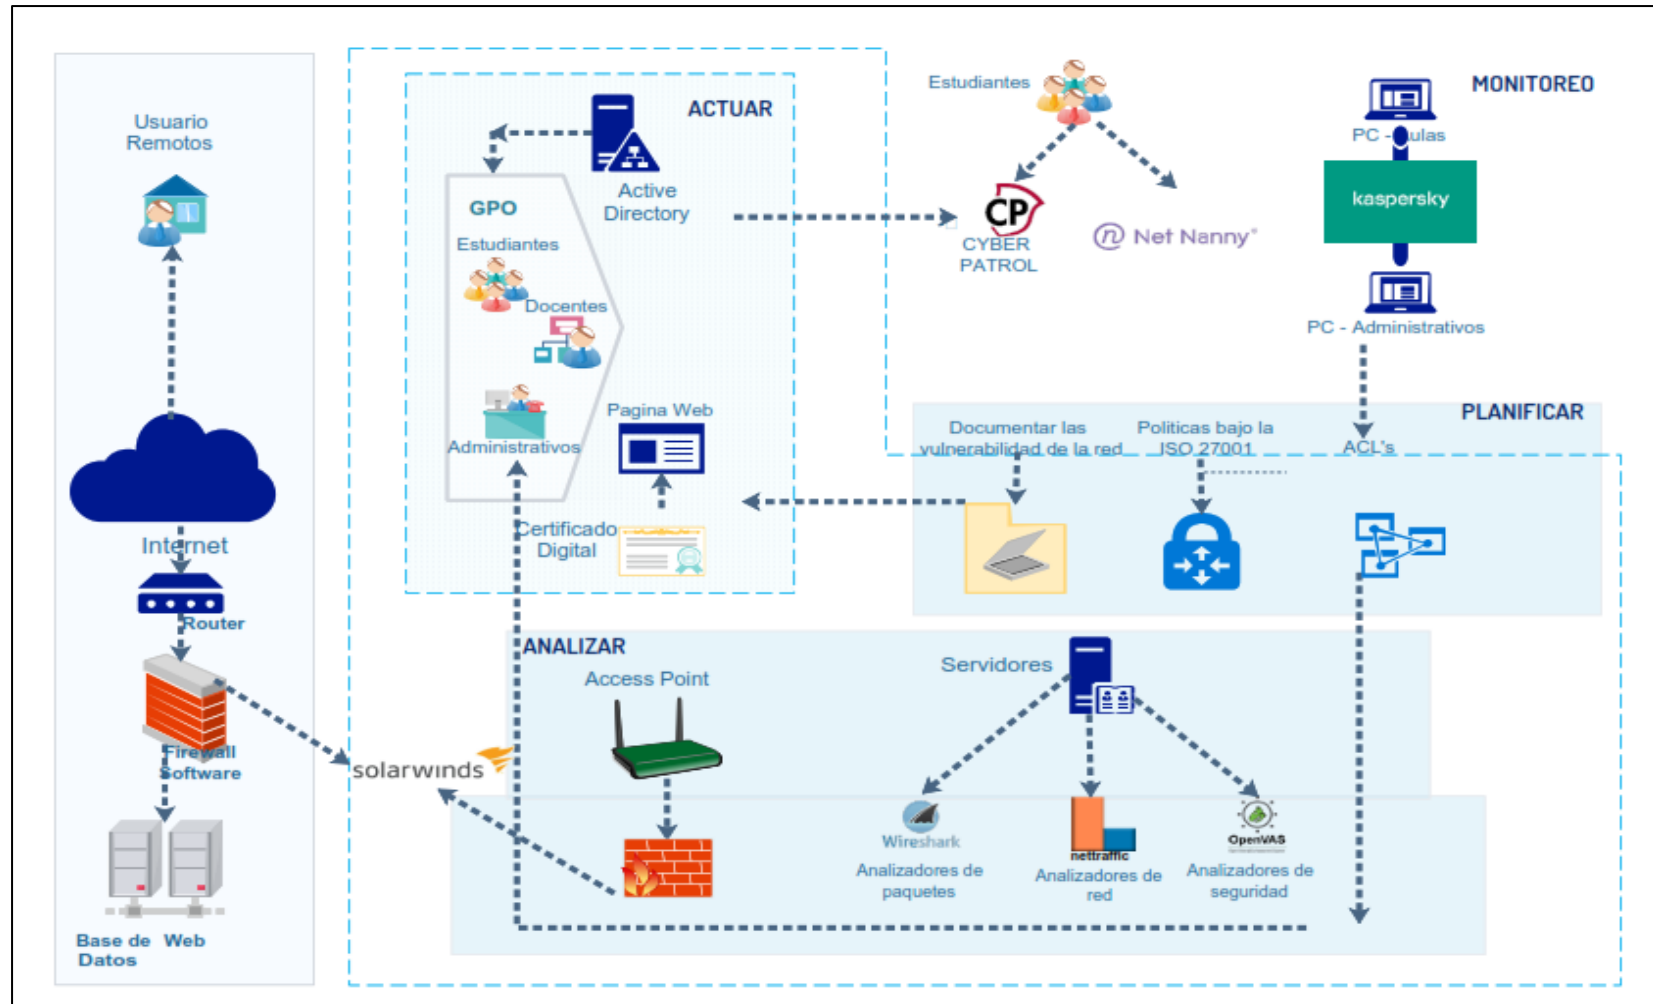 Usuario
Remotos
Internet
Router
Firewall
Software
Base de
Datos
Web
ACTUAR
Active
Directory
GPO
Estudiantes
Docentes
Administrativos
Pagina Web
Certificado
Digital
Estudiantes
CP
CYBER
PATROL
Net Nanny®
MONITOREO
PC - Aulas
kaspersky
PC - Administrativos
PLANIFICAR
Documentar las
vulnerabilidad de la red
Politicas bajo la
ISO 27001
ACL's
ANALIZAR
Access Point
solarwinds
Servidores
Wireshark
Analizadores de
paquetes
nettraffic
Analizadores de
red
OpenVAS
Analizadores de
seguridad